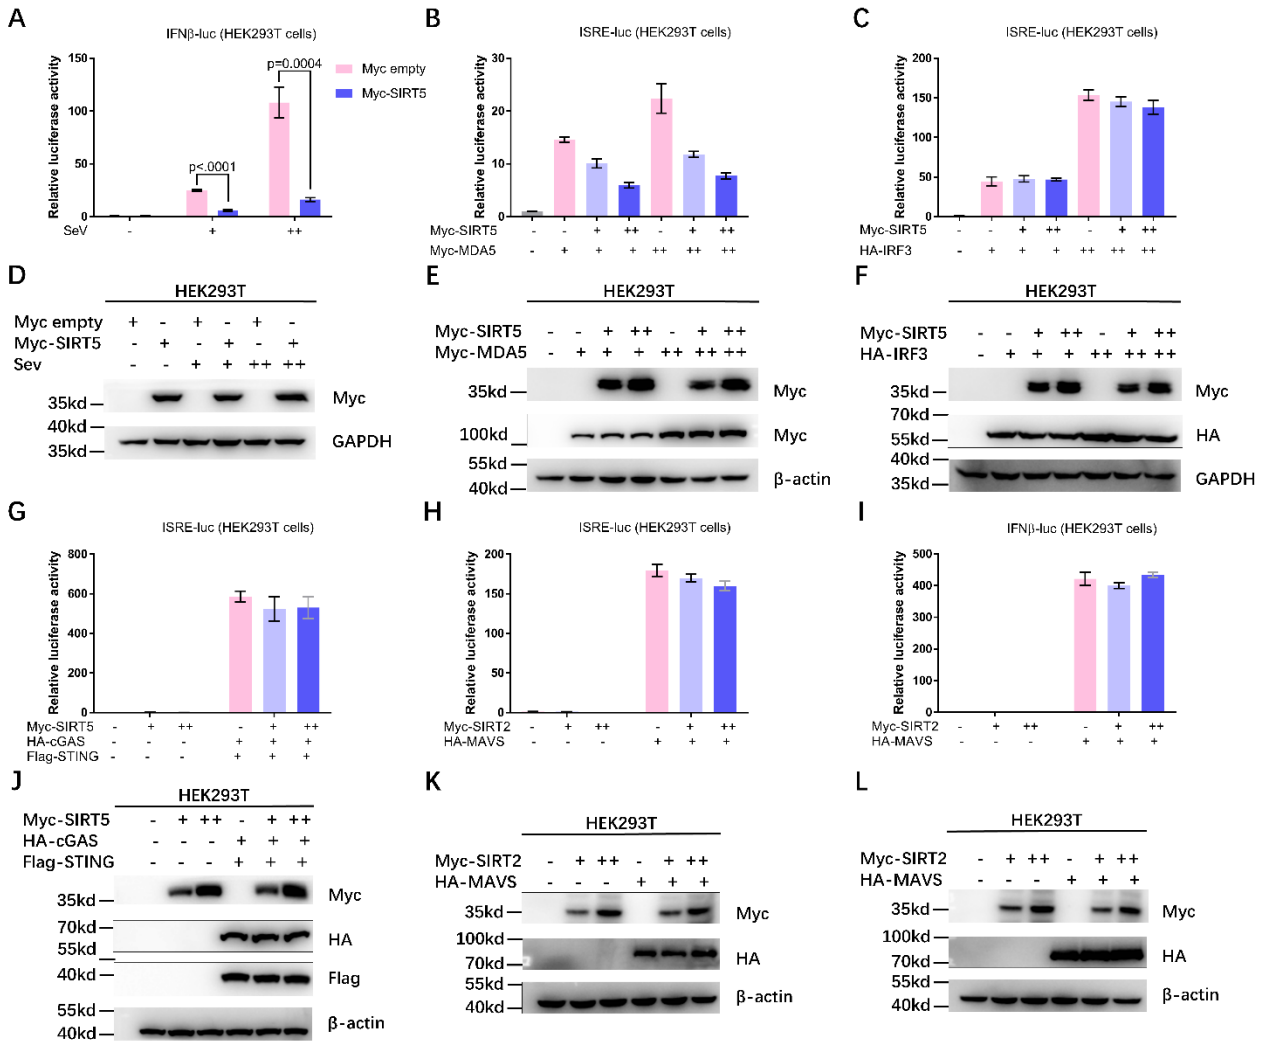 A
IFNβ-luc (HEK293T cells)
Relative luciferase activity
150
100
50
0
p<.0001
p=0.0004
Myc empty
Myc-SIRT5
SeV - + ++
B
ISRE-luc (HEK293T cells)
Relative luciferase activity
30
20
10
0
Myc-SIRT5 - - + ++ - + ++
Myc-MDA5 - + + + ++ ++ ++
C
ISRE-luc (HEK293T cells)
Relative luciferase activity
200
150
100
50
0
Myc-SIRT5 - - + ++ - + ++
HA-IRF3 - + + + ++ ++ ++
D
HEK293T
Myc empty + - + - + -
Myc-SIRT5 - + - + - +
Sev - - + + ++ ++
35kd Myc
40kd
35kd GAPDH
E
HEK293T
Myc-SIRT5 - - + ++ - + ++
Myc-MDA5 - + + + ++ ++ ++
35kd Myc
100kd Myc
55kd
40kd β-actin
F
HEK293T
Myc-SIRT5 - - + ++ - + ++
HA-IRF3 - + + + ++ ++ ++
35kd Myc
70kd
55kd HA
40kd
35kd GAPDH
G
ISRE-luc (HEK293T cells)
Relative luciferase activity
800
600
400
200
0
Myc-SIRT5 - + ++ - + ++
HA-cGAS - - - + + +
Flag-STING - - - + + +
H
ISRE-luc (HEK293T cells)
Relative luciferase activity
200
150
100
50
0
Myc-SIRT2 - + ++ - + ++
HA-MAVS - - - + + +
I
IFNβ-luc (HEK293T cells)
Relative luciferase activity
500
400
300
200
100
0
Myc-SIRT2 - + ++ - + ++
HA-MAVS - - - + + +
J
HEK293T
Myc-SIRT5 - + ++ - + ++
HA-cGAS - - - + + +
Flag-STING - - - + + +
35kd Myc
70kd
55kd HA
40kd Flag
55kd
40kd β-actin
K
HEK293T
Myc-SIRT2 - + ++ - + ++
HA-MAVS - - - + + +
35kd Myc
100kd
70kd HA
55kd
40kd β-actin
L
HEK293T
Myc-SIRT2 - + ++ - + ++
HA-MAVS - - - + + +
35kd Myc
100kd
70kd HA
55kd
40kd β-actin